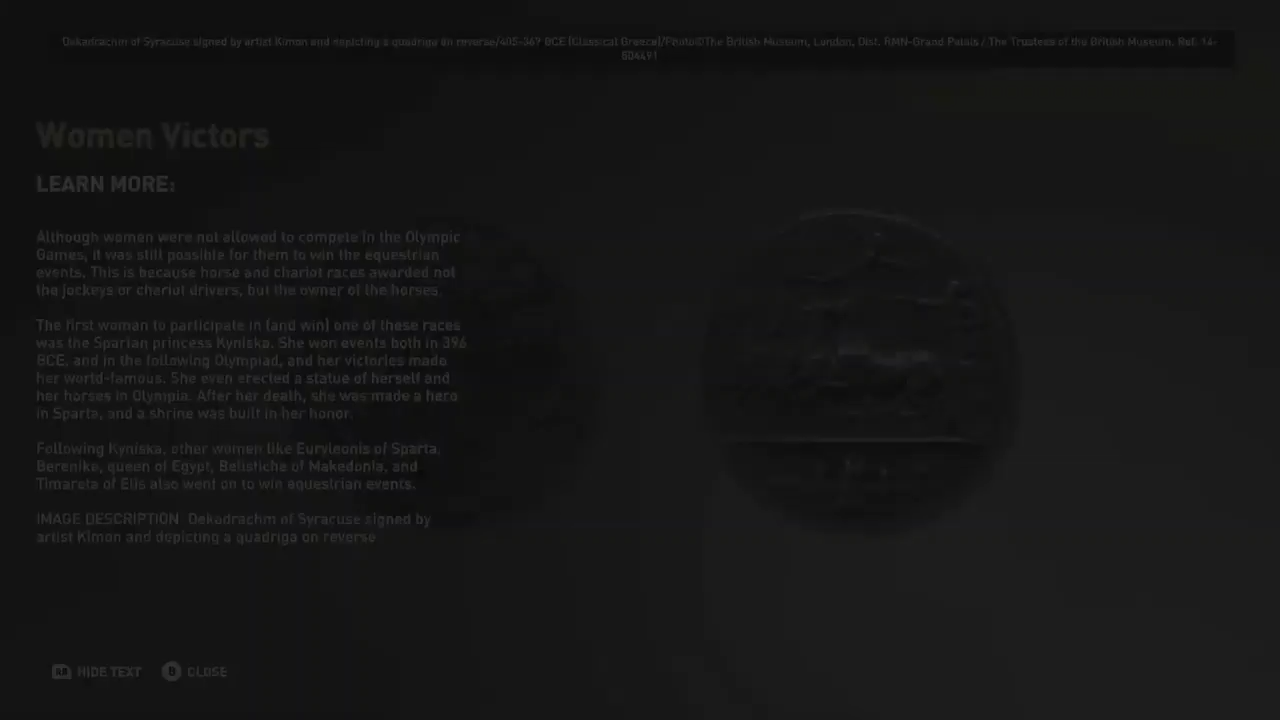 Dekadrachm of Syracuse signed by artist Kimon and depicting a quadriga on reverse/405-367 BCE (Classical Greece)/Photo©The British Museum, London, Dist. RMN-Grand Palais / The Trustees of the British Museum. Ref. 14-
504491
Women Victors
LEARN MORE:
Although women were not allowed to compete in the Olympic
Games, it was still possible for them to win the equestrian
events. This is because horse and chariot races awarded not
the jockeys or chariot drivers, but the owner of the horses.
The first woman to participate in (and win) one of these races
was the Spartan princess Kyniska. She won events both in 396
BCE, and in the following Olympiad, and her victories made
her world-famous. She even erected a statue of herself and
her horses in Olympia. After her death, she was made a hero
in Sparta, and a shrine was built in her honor.
Following Kyniska, other women like Euryleonis of Sparta,
Berenike, queen of Egypt, Belistiche of Makedonia, and
Timareta of Elis also went on to win equestrian events.
IMAGE DESCRIPTION Dekadrachm of Syracuse signed by
artist Kimon and depicting a quadriga on reverse
HIDE TEXT
CLOSE